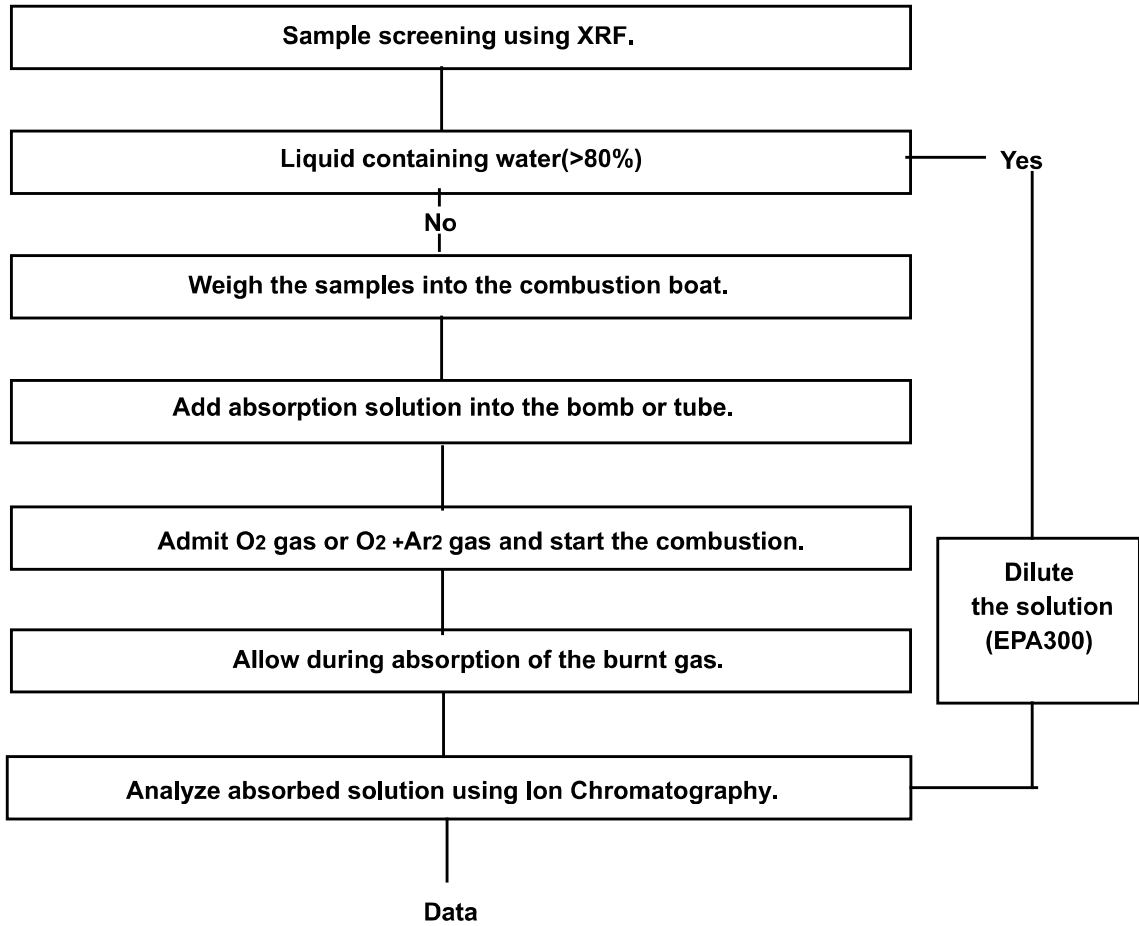 Sample screening using XRF.
Liquid containing water(>80%)
Yes
No
Weigh the samples into the combustion boat.
Add absorption solution into the bomb or tube.
Admit O2 gas or O2 +Ar2 gas and start the combustion.
Dilute
the solution
(EPA300)
Allow during absorption of the burnt gas.
Analyze absorbed solution using Ion Chromatography.
Data